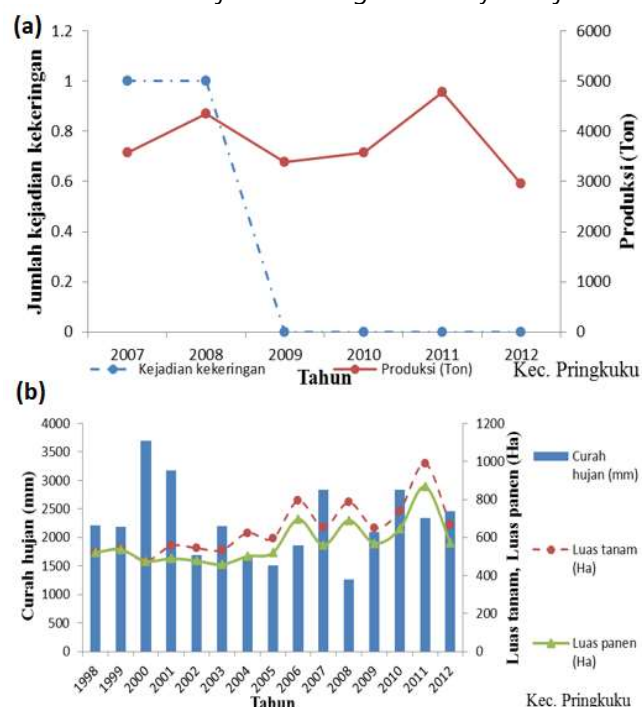 (a)
1.2
1
0.8
0.6
0.4
0.2
0
Jumlah kejadian kekeringan
6000
5000
4000
3000
2000
1000
0
Produksi (Ton)
2007 2008 2009 2010 2011 2012
Kejadian kekeringan Tahun Produksi (Ton) Kec. Pringkuku
(b)
4000
3500
3000
2500
2000
1500
1000
500
0
Curah hujan (mm)
1200
1000
800
600
400
200
0
Luas tanam, Luas panen (Ha)
1998 1999 2000 2001 2002 2003 2004 2005 2006 2007 2008 2009 2010 2011 2012
Tahun
Curah
hujan (mm)
Luas tanam
(Ha)
Luas panen
(Ha)
Kec. Pringkuku